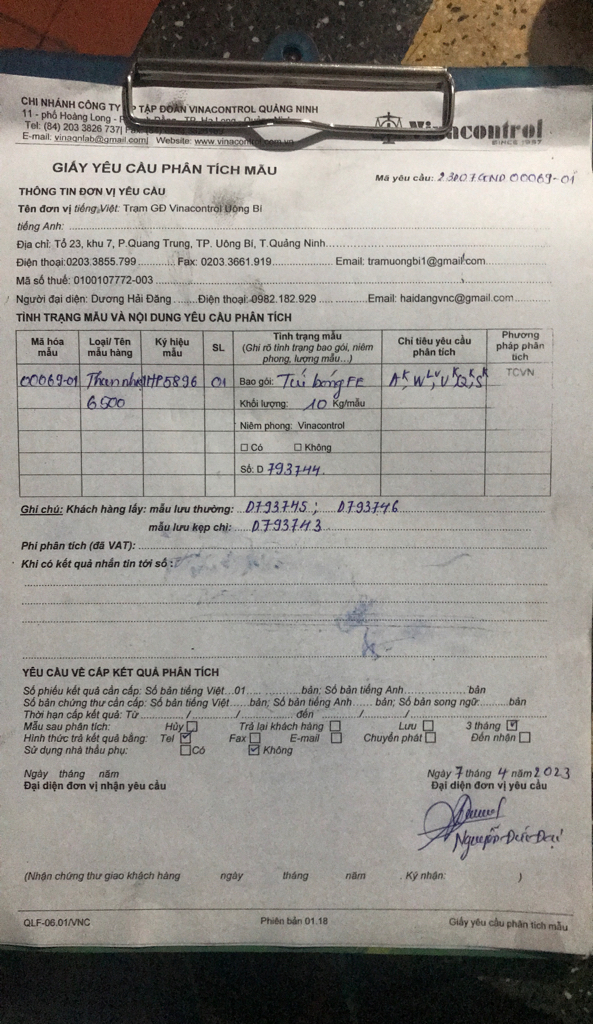 CHI NHÁNH CÔNG TY P TẬP ĐOÀN VINACONTROL QUẢNG NINH
11 - phố Hoàng Long -
Tel: (84) 203 3826 737|
E-mail: vinaqnlab@gmail.com| Website: www.vinacontrol.com.vn
Vinacontrol
SINCE 1957
GIẤY YÊU CẦU PHÂN TÍCH MẪU
Mã yêu cầu: 2307GND 00069-01
THÔNG TIN ĐƠN VỊ YÊU CẦU
Tên đơn vị tiếng Việt: Trạm GĐ Vinacontrol Uông Bí
tiếng Anh:
Địa chỉ: Tổ 23, khu 7, P.Quang Trung, TP. Uông Bí, T.Quảng Ninh
Điện thoại:0203.3855.799 Fax: 0203.3661.919 Email: tramuongbi1@gmail.com
Mã số thuế: 0100107772-003
Người đại diện: Dương Hải Đăng Điện thoại: 0982.182.929 Email: haidangvnc@gmail.com
TÌNH TRẠNG MẪU VÀ NỘI DUNG YÊU CẦU PHÂN TÍCH
Mã hóa mẫu | Loại/ Tên mẫu hàng | Ký hiệu mẫu | SL | Tình trạng mẫu (Ghi rõ tình trạng bao gói, niêm phong, lượng mẫu...) | Chỉ tiêu yêu cầu phân tích | Phương pháp phân tích
00069-01 Than nhiệt HP5896 01 Bao gói: Túi bóng PE A^K, W^Lv, V^K, Q^K, S^K TCVN
6500 Khối lượng: 10 Kg/mẫu
Niêm phong: Vinacontrol
☐ Có ☐ Không
Số: D 793744
Ghi chú: Khách hàng lấy: mẫu lưu thường: D793745 ; D793746
mẫu lưu kẹp chì: D793743
Phí phân tích (đã VAT):
Khi có kết quả nhắn tin tới số :
YÊU CẦU VỀ CẤP KẾT QUẢ PHÂN TÍCH
Số phiếu kết quả cần cấp: Số bản tiếng Việt...01 bản; Số bản tiếng Anh bản
Số bản chứng thư cần cấp: Số bản tiếng Việt bản; Số bản tiếng Anh bản; Số bản song ngữ bản
Thời hạn cấp kết quả: Từ / / đến / /
Mẫu sau phân tích: Hủy ☐ Trả lại khách hàng ☐ Lưu ☐ 3 tháng ☑
Hình thức trả kết quả bằng: Tel ☑ Fax ☐ E-mail ☐ Chuyển phát ☐ Đến nhận ☐
Sử dụng nhà thầu phụ: ☐ Có ☑ Không
Ngày tháng năm Ngày 7 tháng 4 năm 2023
Đại diện đơn vị nhận yêu cầu Đại diện đơn vị yêu cầu
Nguyễn Đức Đại
(Nhận chứng thư giao khách hàng ngày tháng năm . Ký nhận: )
QLF-06.01/VNC Phiên bản 01.18 Giấy yêu cầu phân tích mẫu